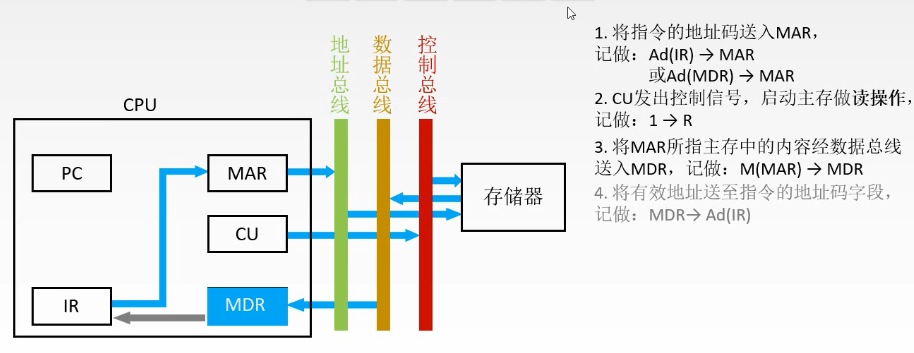 地址总线
数据总线
控制总线
CPU
PC
MAR
CU
IR
MDR
存储器
1. 将指令的地址码送入MAR，
记做：Ad(IR) → MAR
或Ad(MDR) → MAR
2. CU发出控制信号，启动主存做读操作，
记做：1 → R
3. 将MAR所指主存中的内容经数据总线
送入MDR，记做：M(MAR) → MDR
4. 将有效地址送至指令的地址码字段，
记做：MDR→ Ad(IR)